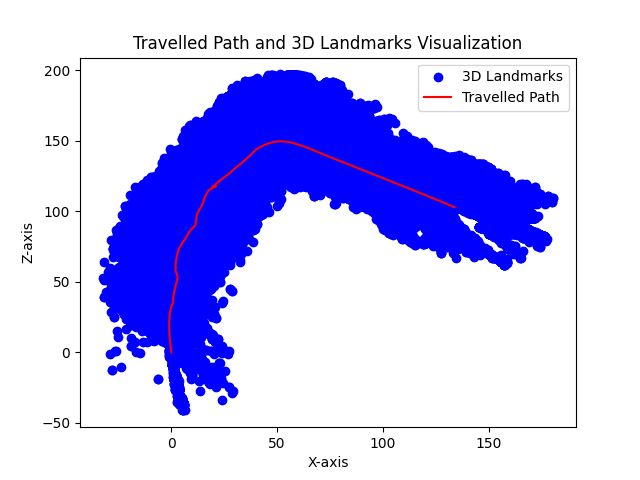 Travelled Path and 3D Landmarks Visualization
3D Landmarks
Travelled Path
200
150
100
50
0
−50
Z-axis
0
50
100
150
X-axis